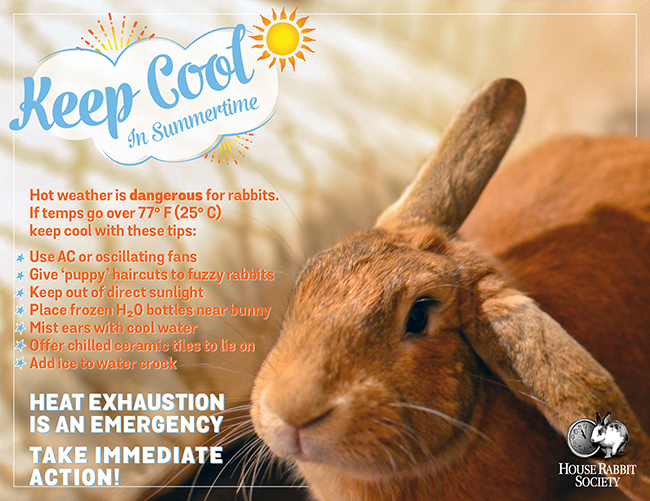 Keep Cool
In Summertime
Hot weather is dangerous for rabbits.
If temps go over 77° F (25° C)
keep cool with these tips:
Use AC or oscillating fans
Give ‘puppy’ haircuts to fuzzy rabbits
Keep out of direct sunlight
Place frozen H₂O bottles near bunny
Mist ears with cool water
Offer chilled ceramic tiles to lie on
Add ice to water crock
HEAT EXHAUSTION
IS AN EMERGENCY
TAKE IMMEDIATE
ACTION!
HOUSE RABBIT
SOCIETY